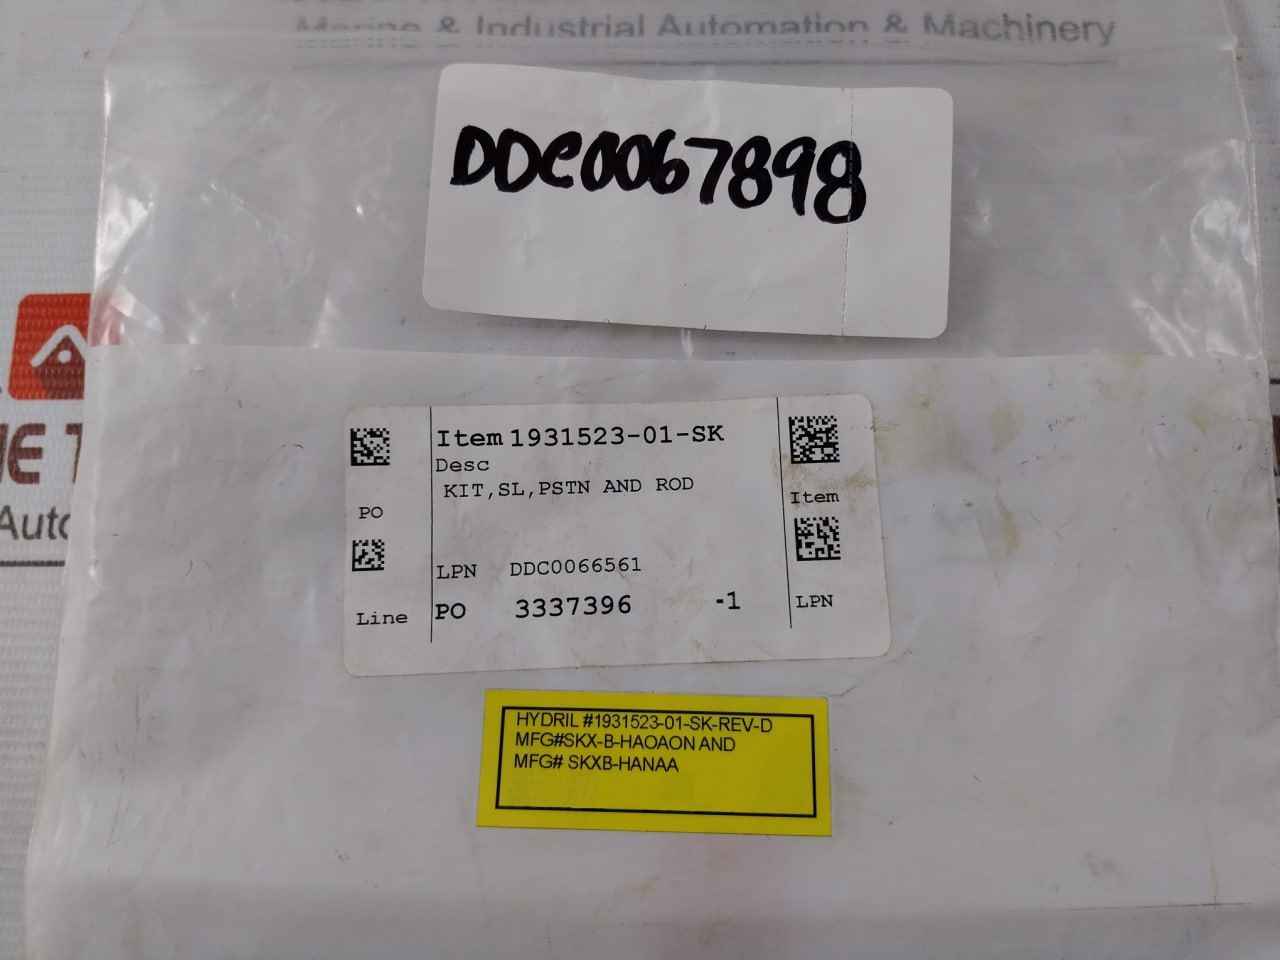 Marine & Industrial Automation & Machinery
DDC0067898
Item 1931523-01-SK
Desc
KIT,SL,PSTN AND ROD
PO
Item
LPN DDC0066561
PO 3337396 -1
Line
LPN
HYDRIL #1931523-01-SK-REV-D
MFG#SKX-B-HAOAON AND
MFG# SKXB-HANAA